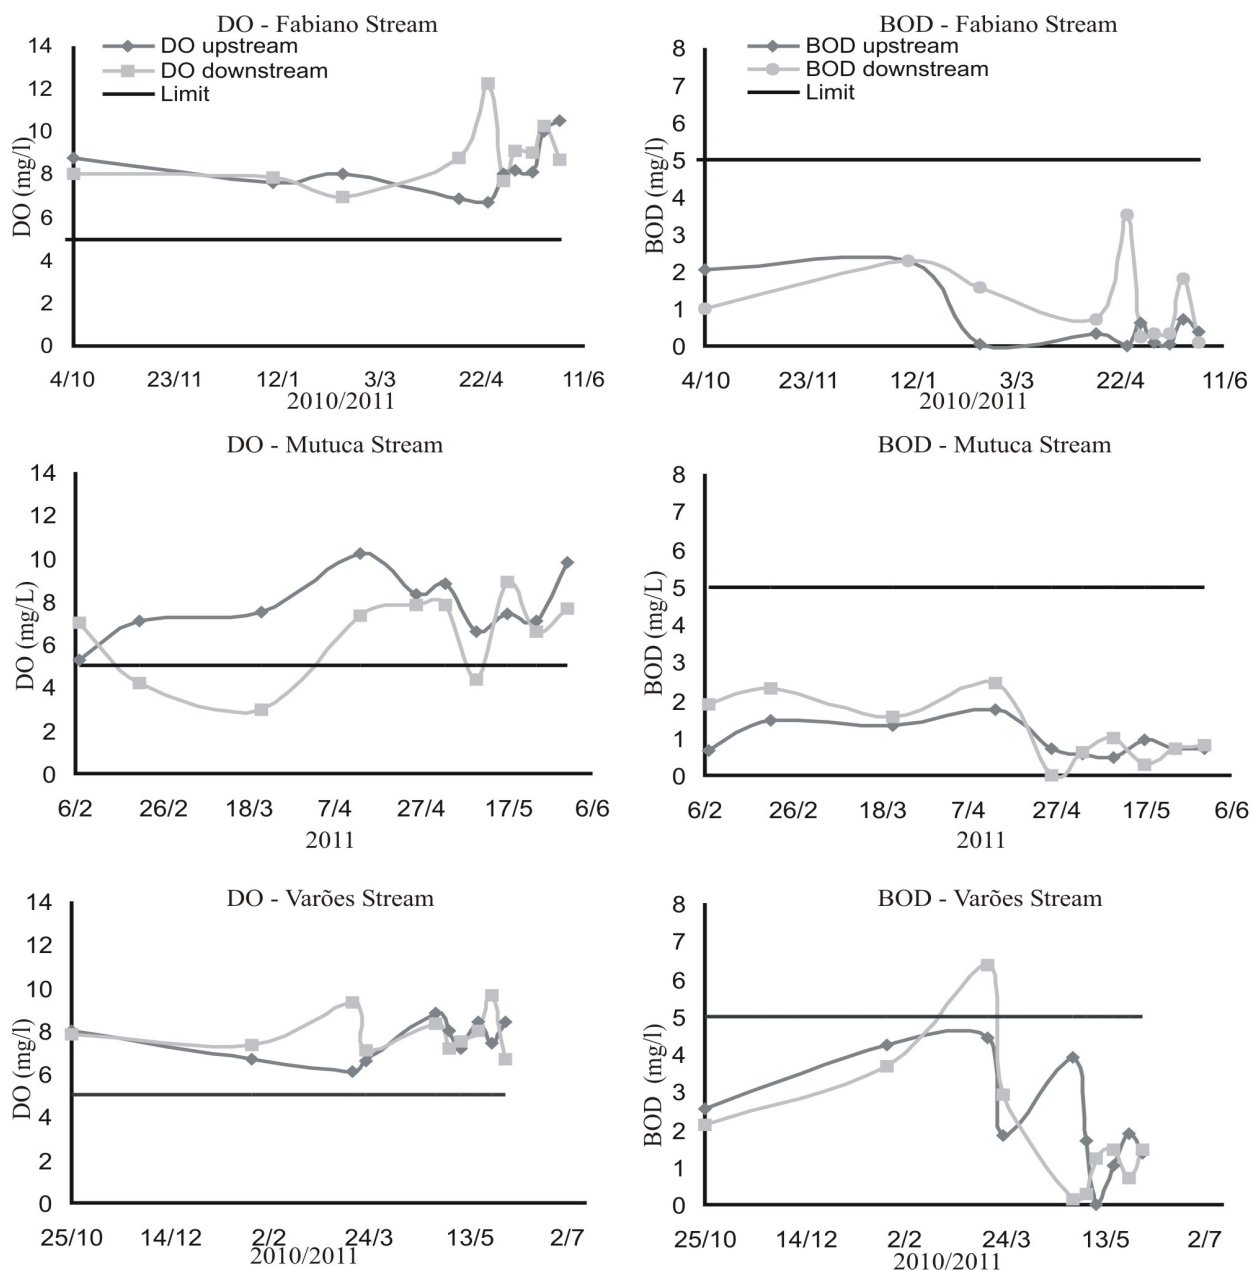 DO - Fabiano Stream
14
12
10
8
6
4
2
0
DO (mg/l)
DO upstream
DO downstream
Limit
4/10 23/11 12/1 3/3 22/4 11/6
2010/2011
BOD - Fabiano Stream
8
7
6
5
4
3
2
1
0
BOD (mg/l)
BOD upstream
BOD downstream
Limit
4/10 23/11 12/1 3/3 22/4 11/6
2010/2011
DO - Mutuca Stream
14
12
10
8
6
4
2
0
DO (mg/L)
6/2 26/2 18/3 7/4 27/4 17/5 6/6
2011
BOD - Mutuca Stream
8
7
6
5
4
3
2
1
0
BOD (mg/L)
6/2 26/2 18/3 7/4 27/4 17/5 6/6
2011
DO - Varões Stream
14
12
10
8
6
4
2
0
DO (mg/l)
25/10 14/12 2/2 24/3 13/5 2/7
2010/2011
BOD - Varões Stream
8
7
6
5
4
3
2
1
0
BOD (mg/l)
25/10 14/12 2/2 24/3 13/5 2/7
2010/2011